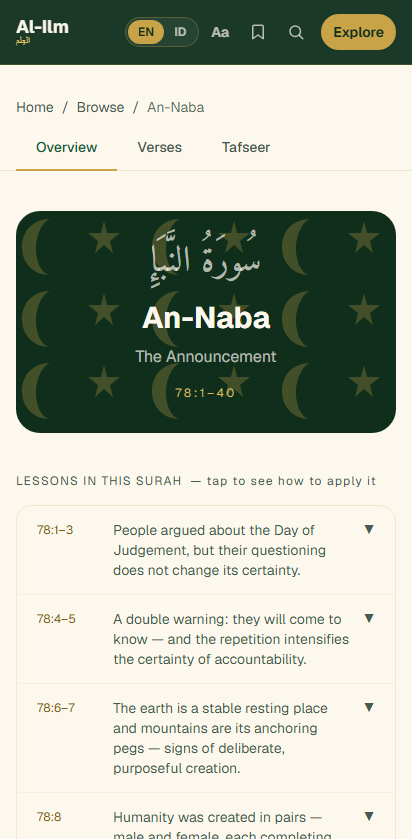 Al-Ilm
EN ID Aa Explore
العِلْم
Home / Browse / An-Naba
Overview Verses Tafseer
سُورَةُ النَّبَإِ
An-Naba
The Announcement
78:1–40
LESSONS IN THIS SURAH — tap to see how to apply it
78:1–3 People argued about the Day of ▼
Judgement, but their questioning
does not change its certainty.
78:4–5 A double warning: they will come to ▼
know — and the repetition intensifies
the certainty of accountability.
78:6–7 The earth is a stable resting place ▼
and mountains are its anchoring
pegs — signs of deliberate,
purposeful creation.
78:8 Humanity was created in pairs — ▼
male and female, each completing